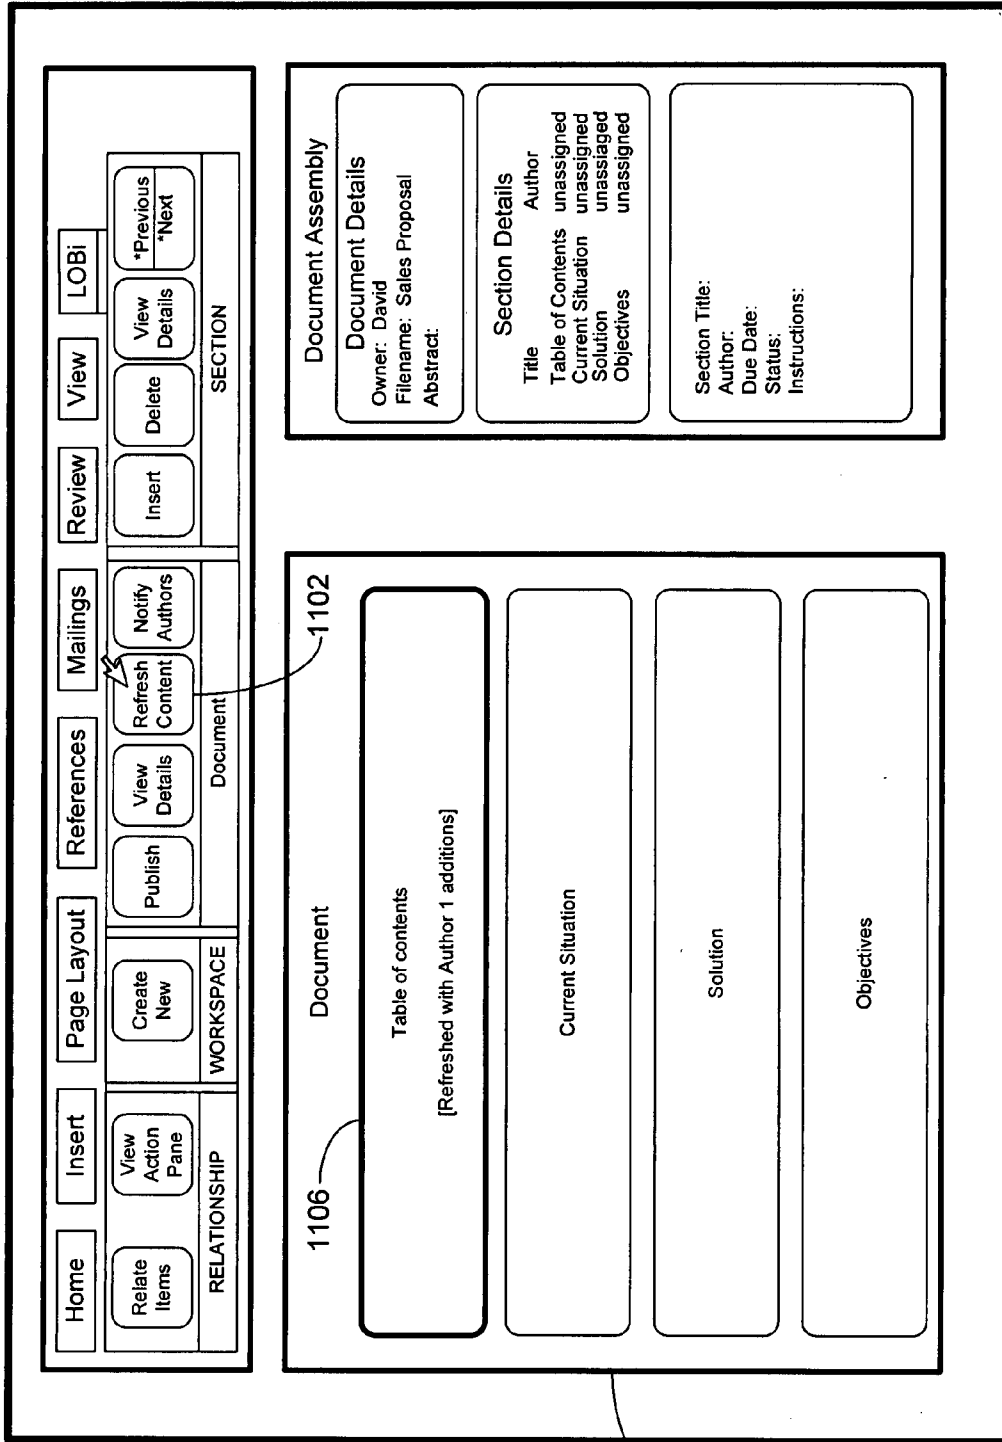 Home
Insert
Page Layout
References
Mailings
Review
View
LOBi
Relate
Items
View
Action
Pane
RELATIONSHIP
Create
New
WORKSPACE
Publish
View
Details
Refresh
Content
Notify
Authors
Document
Insert
Delete
View
Details
*Previous
*Next
SECTION
1106
Document
1102
Table of contents
[Refreshed with Author 1 additions]
Current Situation
Solution
Objectives
Document Assembly
Document Details
Owner: David
Filename: Sales Proposal
Abstract:
Section Details
Title Author
Table of Contents unassigned
Current Situation unassigned
Solution unassiaged
Objectives unassigned
Section Title:
Author:
Due Date:
Status:
Instructions: